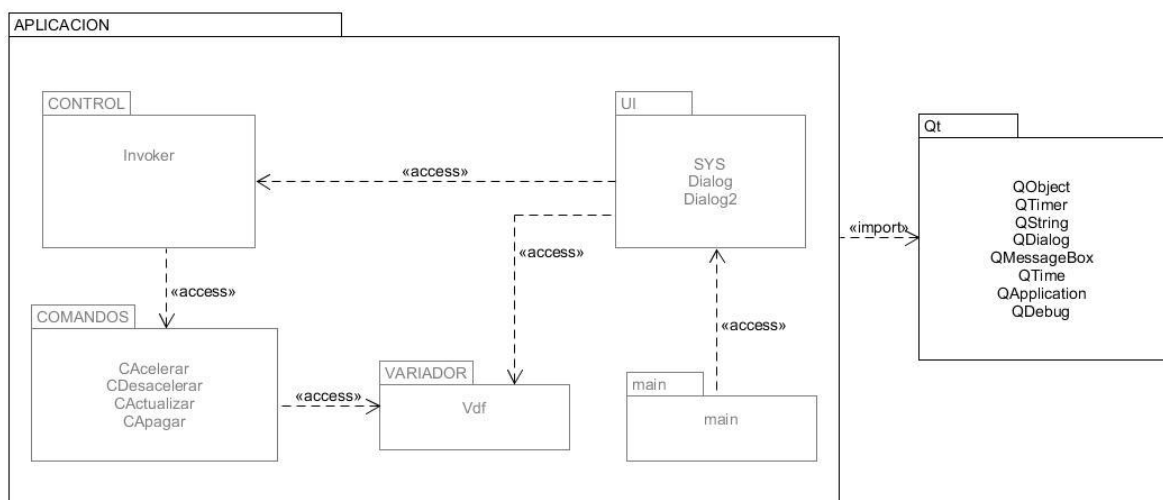 APLICACION
CONTROL
Invoker
UI
SYS
Dialog
Dialog2
Qt
QObject
QTimer
QString
QDialog
QMessageBox
QTime
QApplication
QDebug
«access»
«access»
«import»
«access»
«access»
COMANDOS
CAcelerar
CDesacelerar
CActualizar
CApagar
«access»
VARIADOR
Vdf
main
main